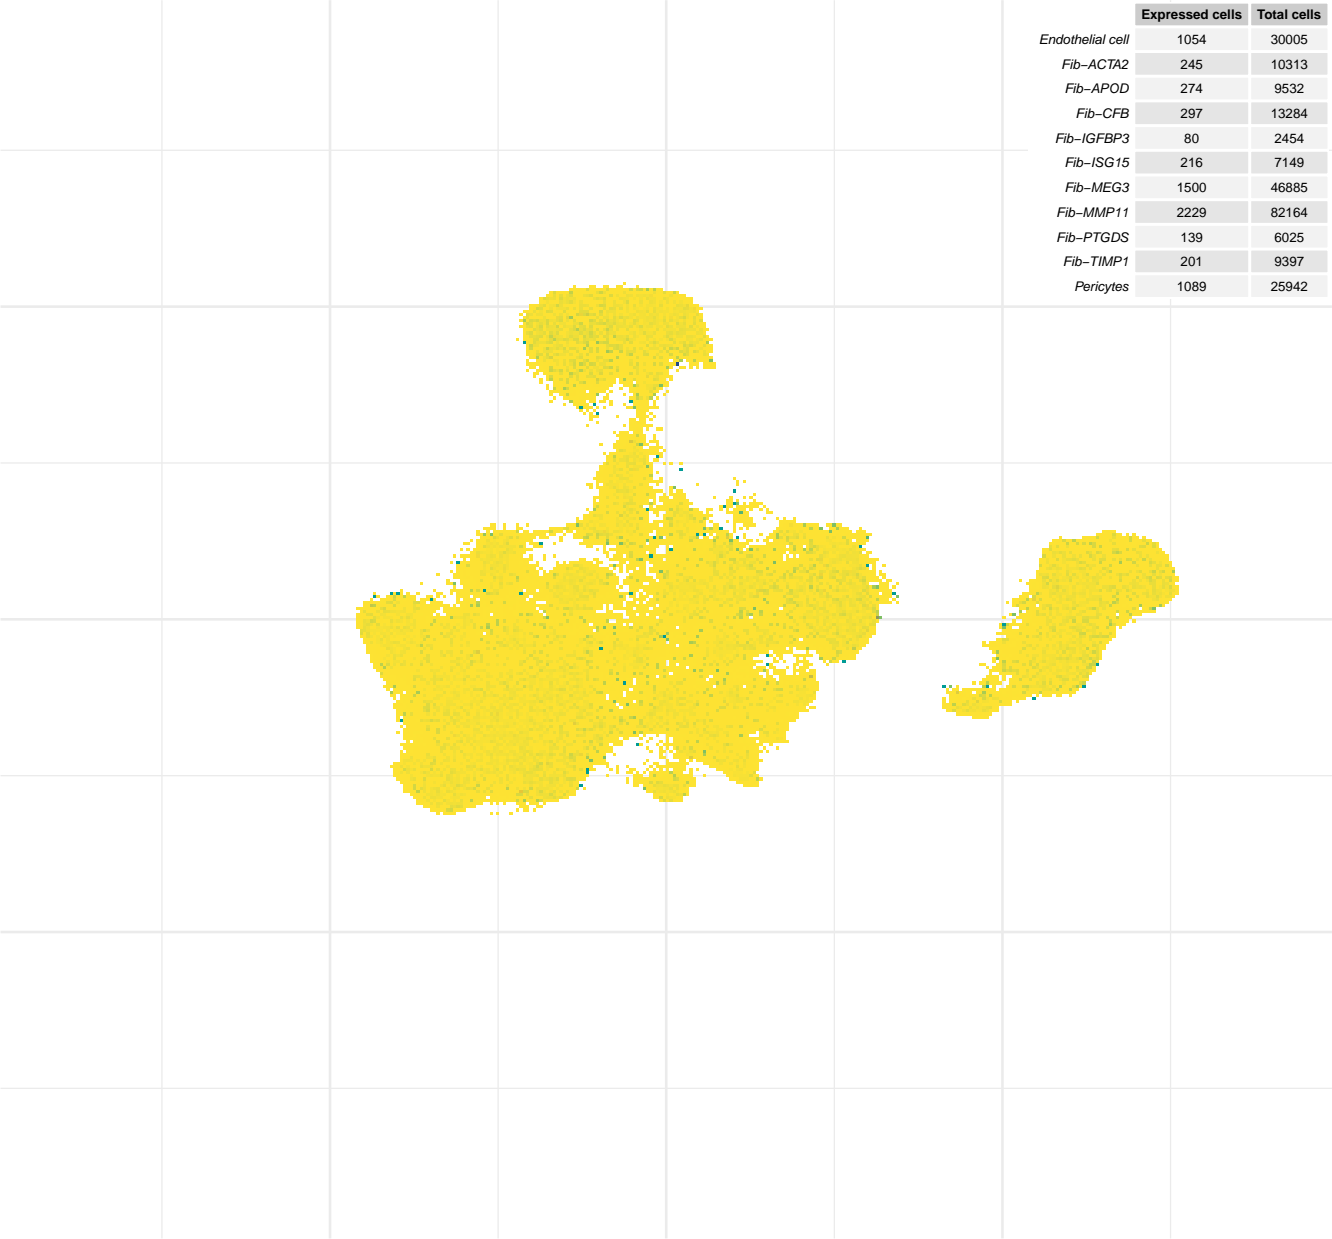 Expressed cells Total cells
Endothelial cell 1054 30005
Fib−ACTA2 245 10313
Fib−APOD 274 9532
Fib−CFB 297 13284
Fib−IGFBP3 80 2454
Fib−ISG15 216 7149
Fib−MEG3 1500 46885
Fib−MMP11 2229 82164
Fib−PTGDS 139 6025
Fib−TIMP1 201 9397
Pericytes 1089 25942